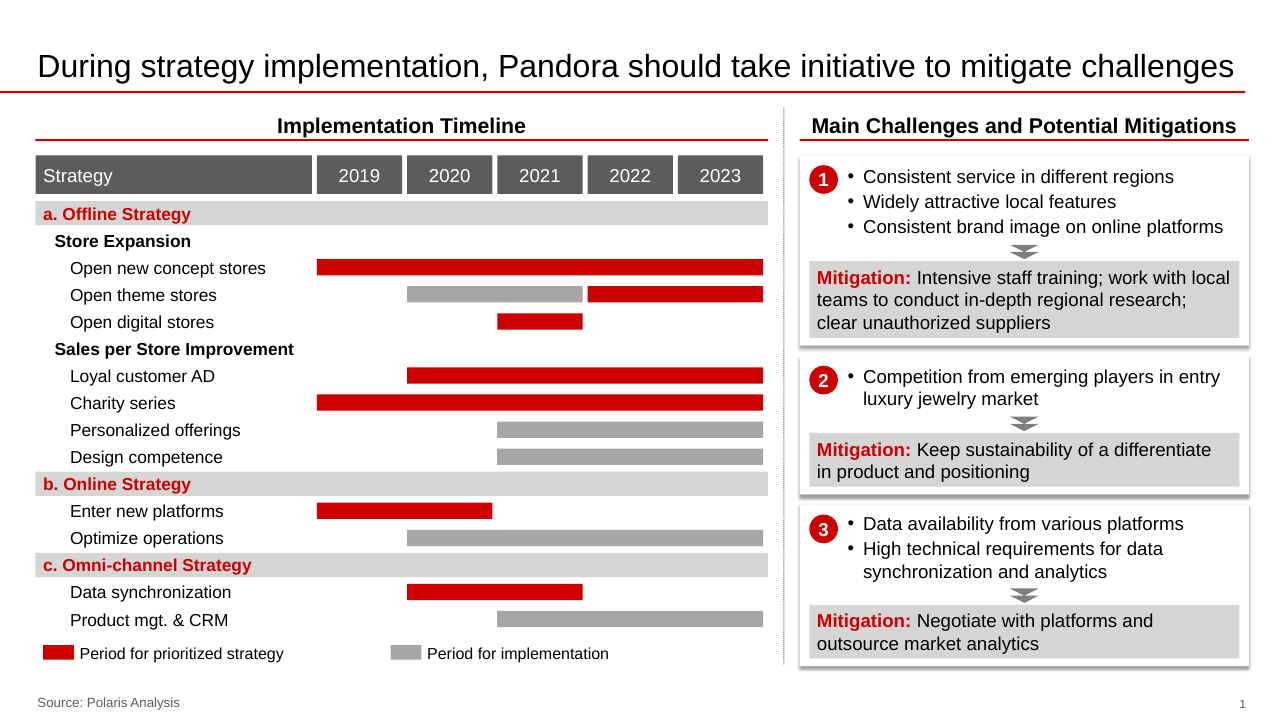 During strategy implementation, Pandora should take initiative to mitigate challenges
Implementation Timeline
Strategy 2019 2020 2021 2022 2023
a. Offline Strategy
Store Expansion
Open new concept stores
Open theme stores
Open digital stores
Sales per Store Improvement
Loyal customer AD
Charity series
Personalized offerings
Design competence
b. Online Strategy
Enter new platforms
Optimize operations
c. Omni-channel Strategy
Data synchronization
Product mgt. & CRM
Period for prioritized strategy
Period for implementation
Main Challenges and Potential Mitigations
1
• Consistent service in different regions
• Widely attractive local features
• Consistent brand image on online platforms
Mitigation: Intensive staff training; work with local
teams to conduct in-depth regional research;
clear unauthorized suppliers
2
• Competition from emerging players in entry
luxury jewelry market
Mitigation: Keep sustainability of a differentiate
in product and positioning
3
• Data availability from various platforms
• High technical requirements for data
synchronization and analytics
Mitigation: Negotiate with platforms and
outsource market analytics
Source: Polaris Analysis
1